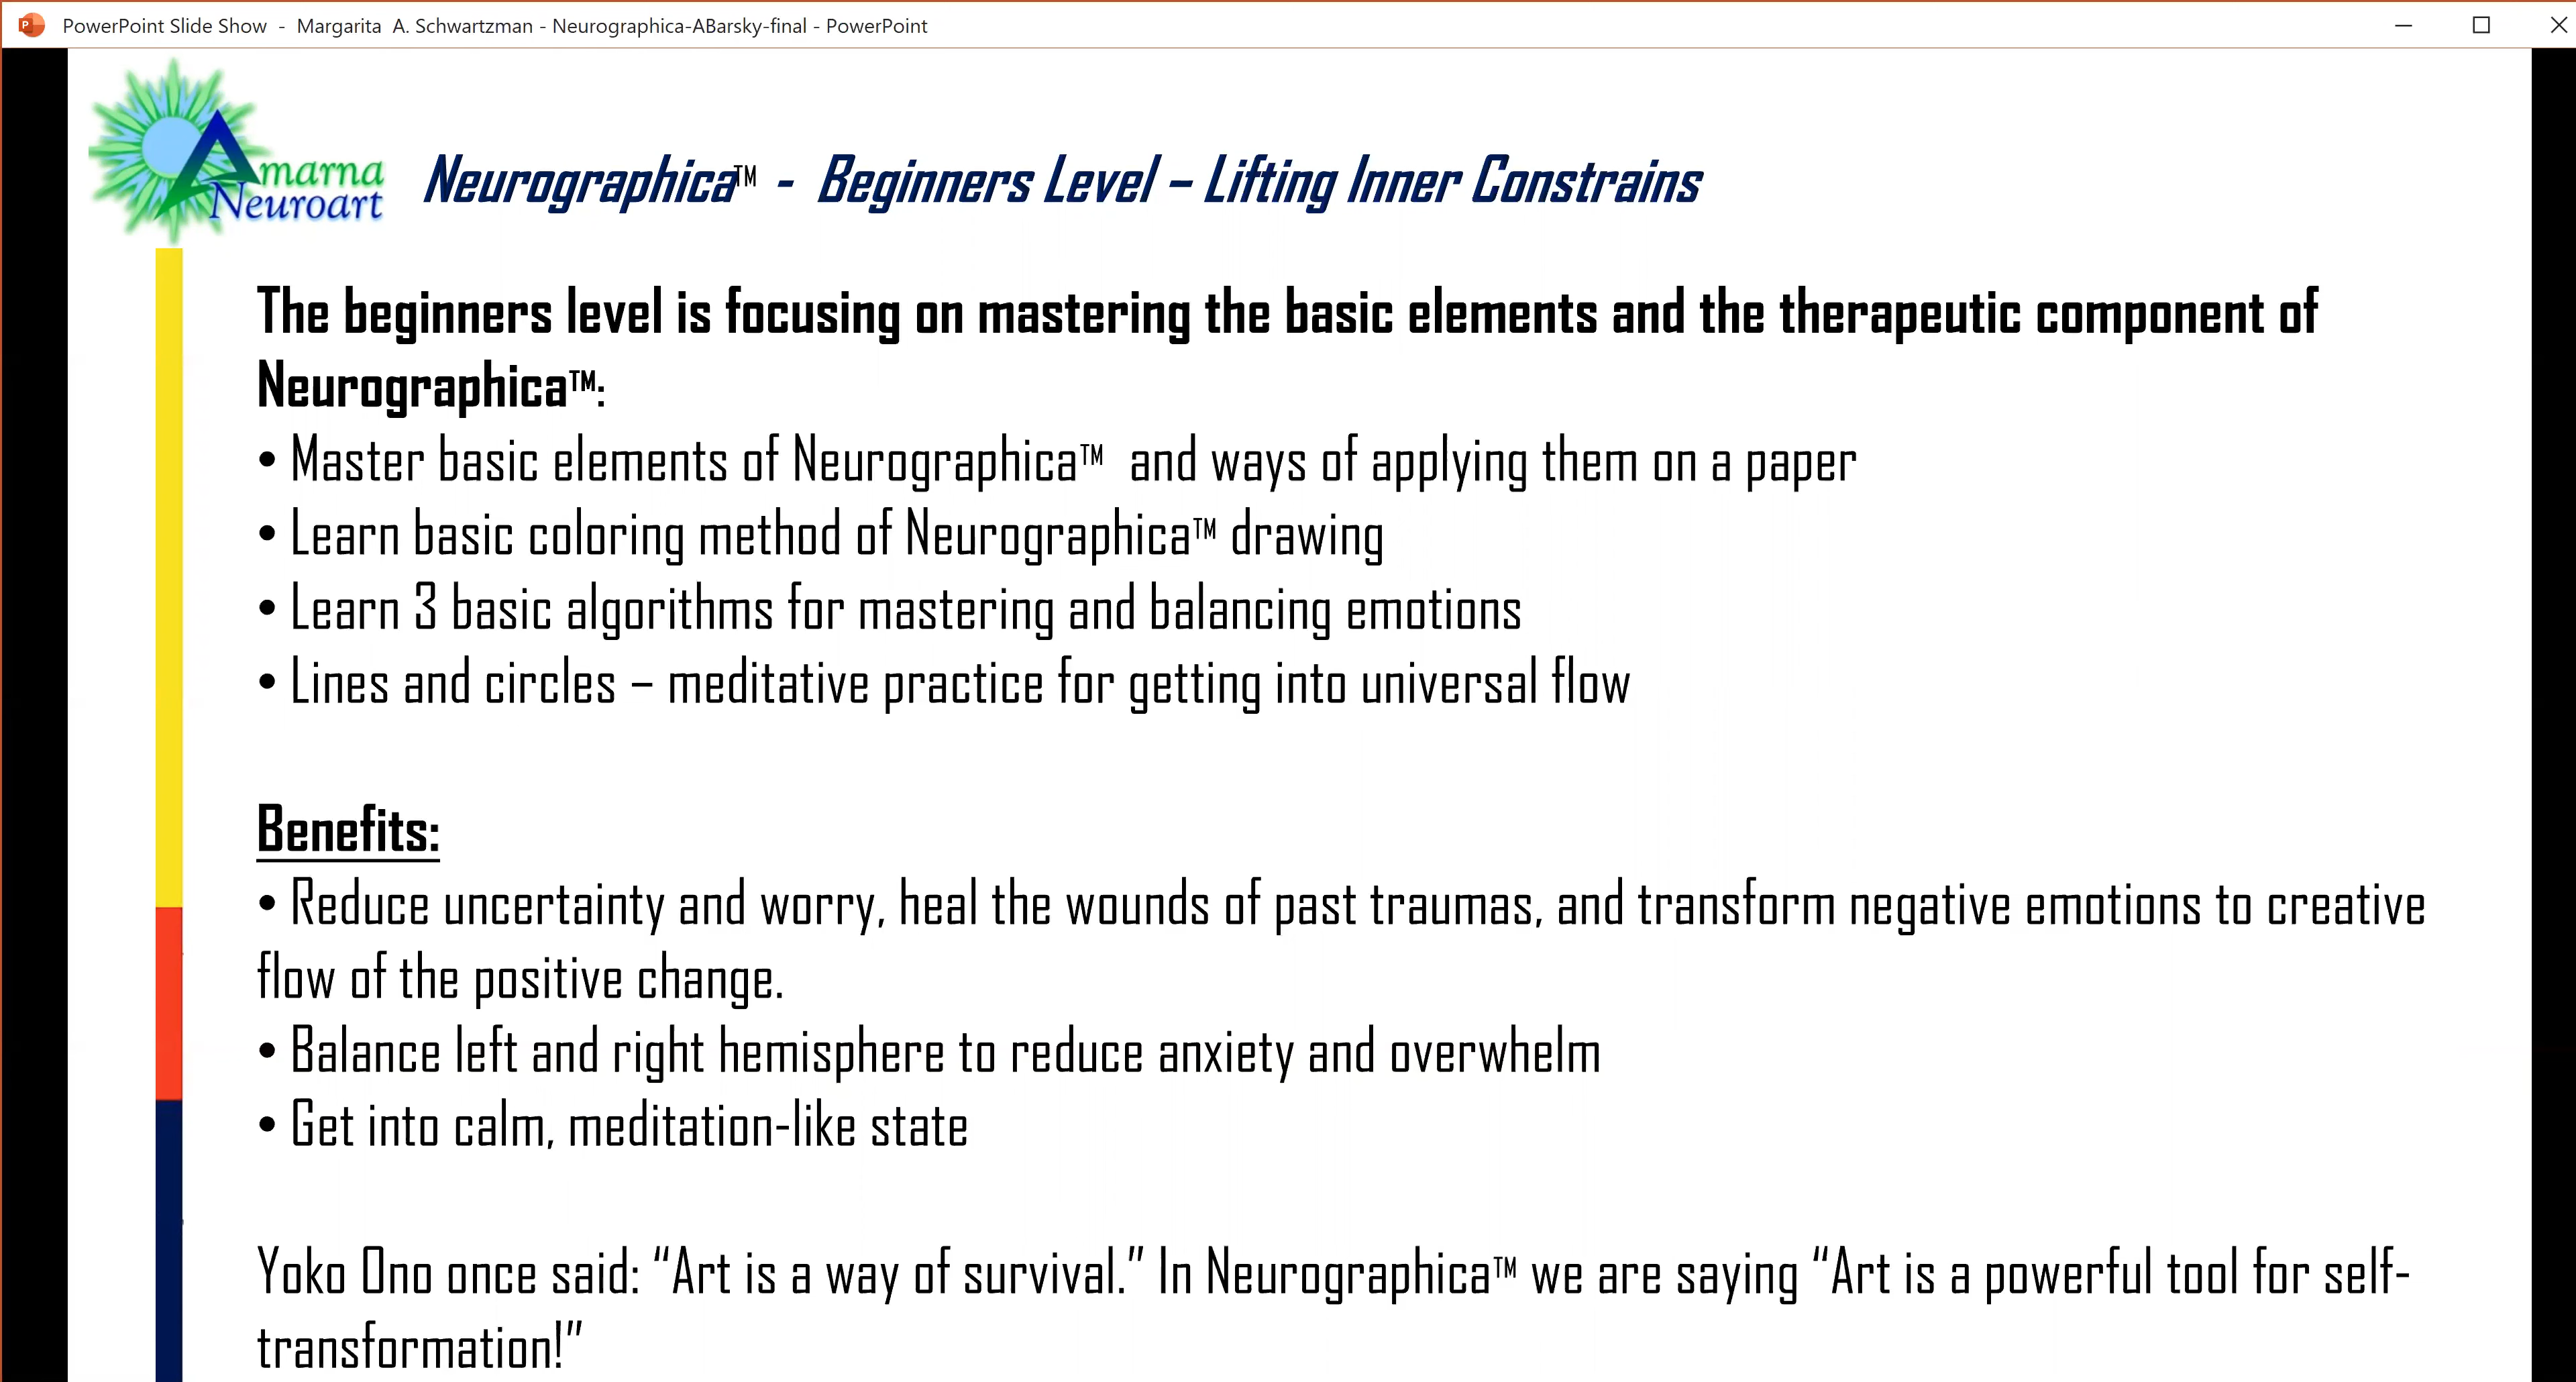 PowerPoint Slide Show - Margarita A. Schwartzman - Neurographica-ABarsky-final - PowerPoint
Amarna
Neuroart
Neurographica™ - Beginners Level – Lifting Inner Constrains
The beginners level is focusing on mastering the basic elements and the therapeutic component of
Neurographica™:
• Master basic elements of Neurographica™ and ways of applying them on a paper
• Learn basic coloring method of Neurographica™ drawing
• Learn 3 basic algorithms for mastering and balancing emotions
• Lines and circles – meditative practice for getting into universal flow
Benefits:
• Reduce uncertainty and worry, heal the wounds of past traumas, and transform negative emotions to creative
flow of the positive change.
• Balance left and right hemisphere to reduce anxiety and overwhelm
• Get into calm, meditation-like state
Yoko Ono once said: “Art is a way of survival.” In Neurographica™ we are saying “Art is a powerful tool for self-
transformation!”